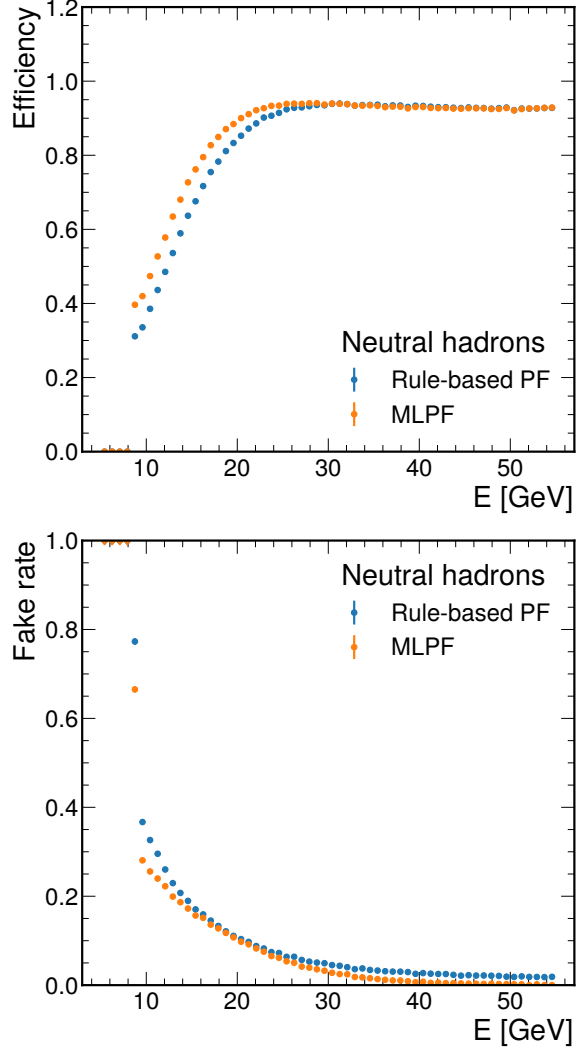 Efficiency
1.2
1.0
0.8
0.6
0.4
0.2
0.0
Neutral hadrons
Rule-based PF
MLPF
10 20 30 40 50
E [GeV]
Fake rate
1.0
0.8
0.6
0.4
0.2
0.0
Neutral hadrons
Rule-based PF
MLPF
10 20 30 40 50
E [GeV]